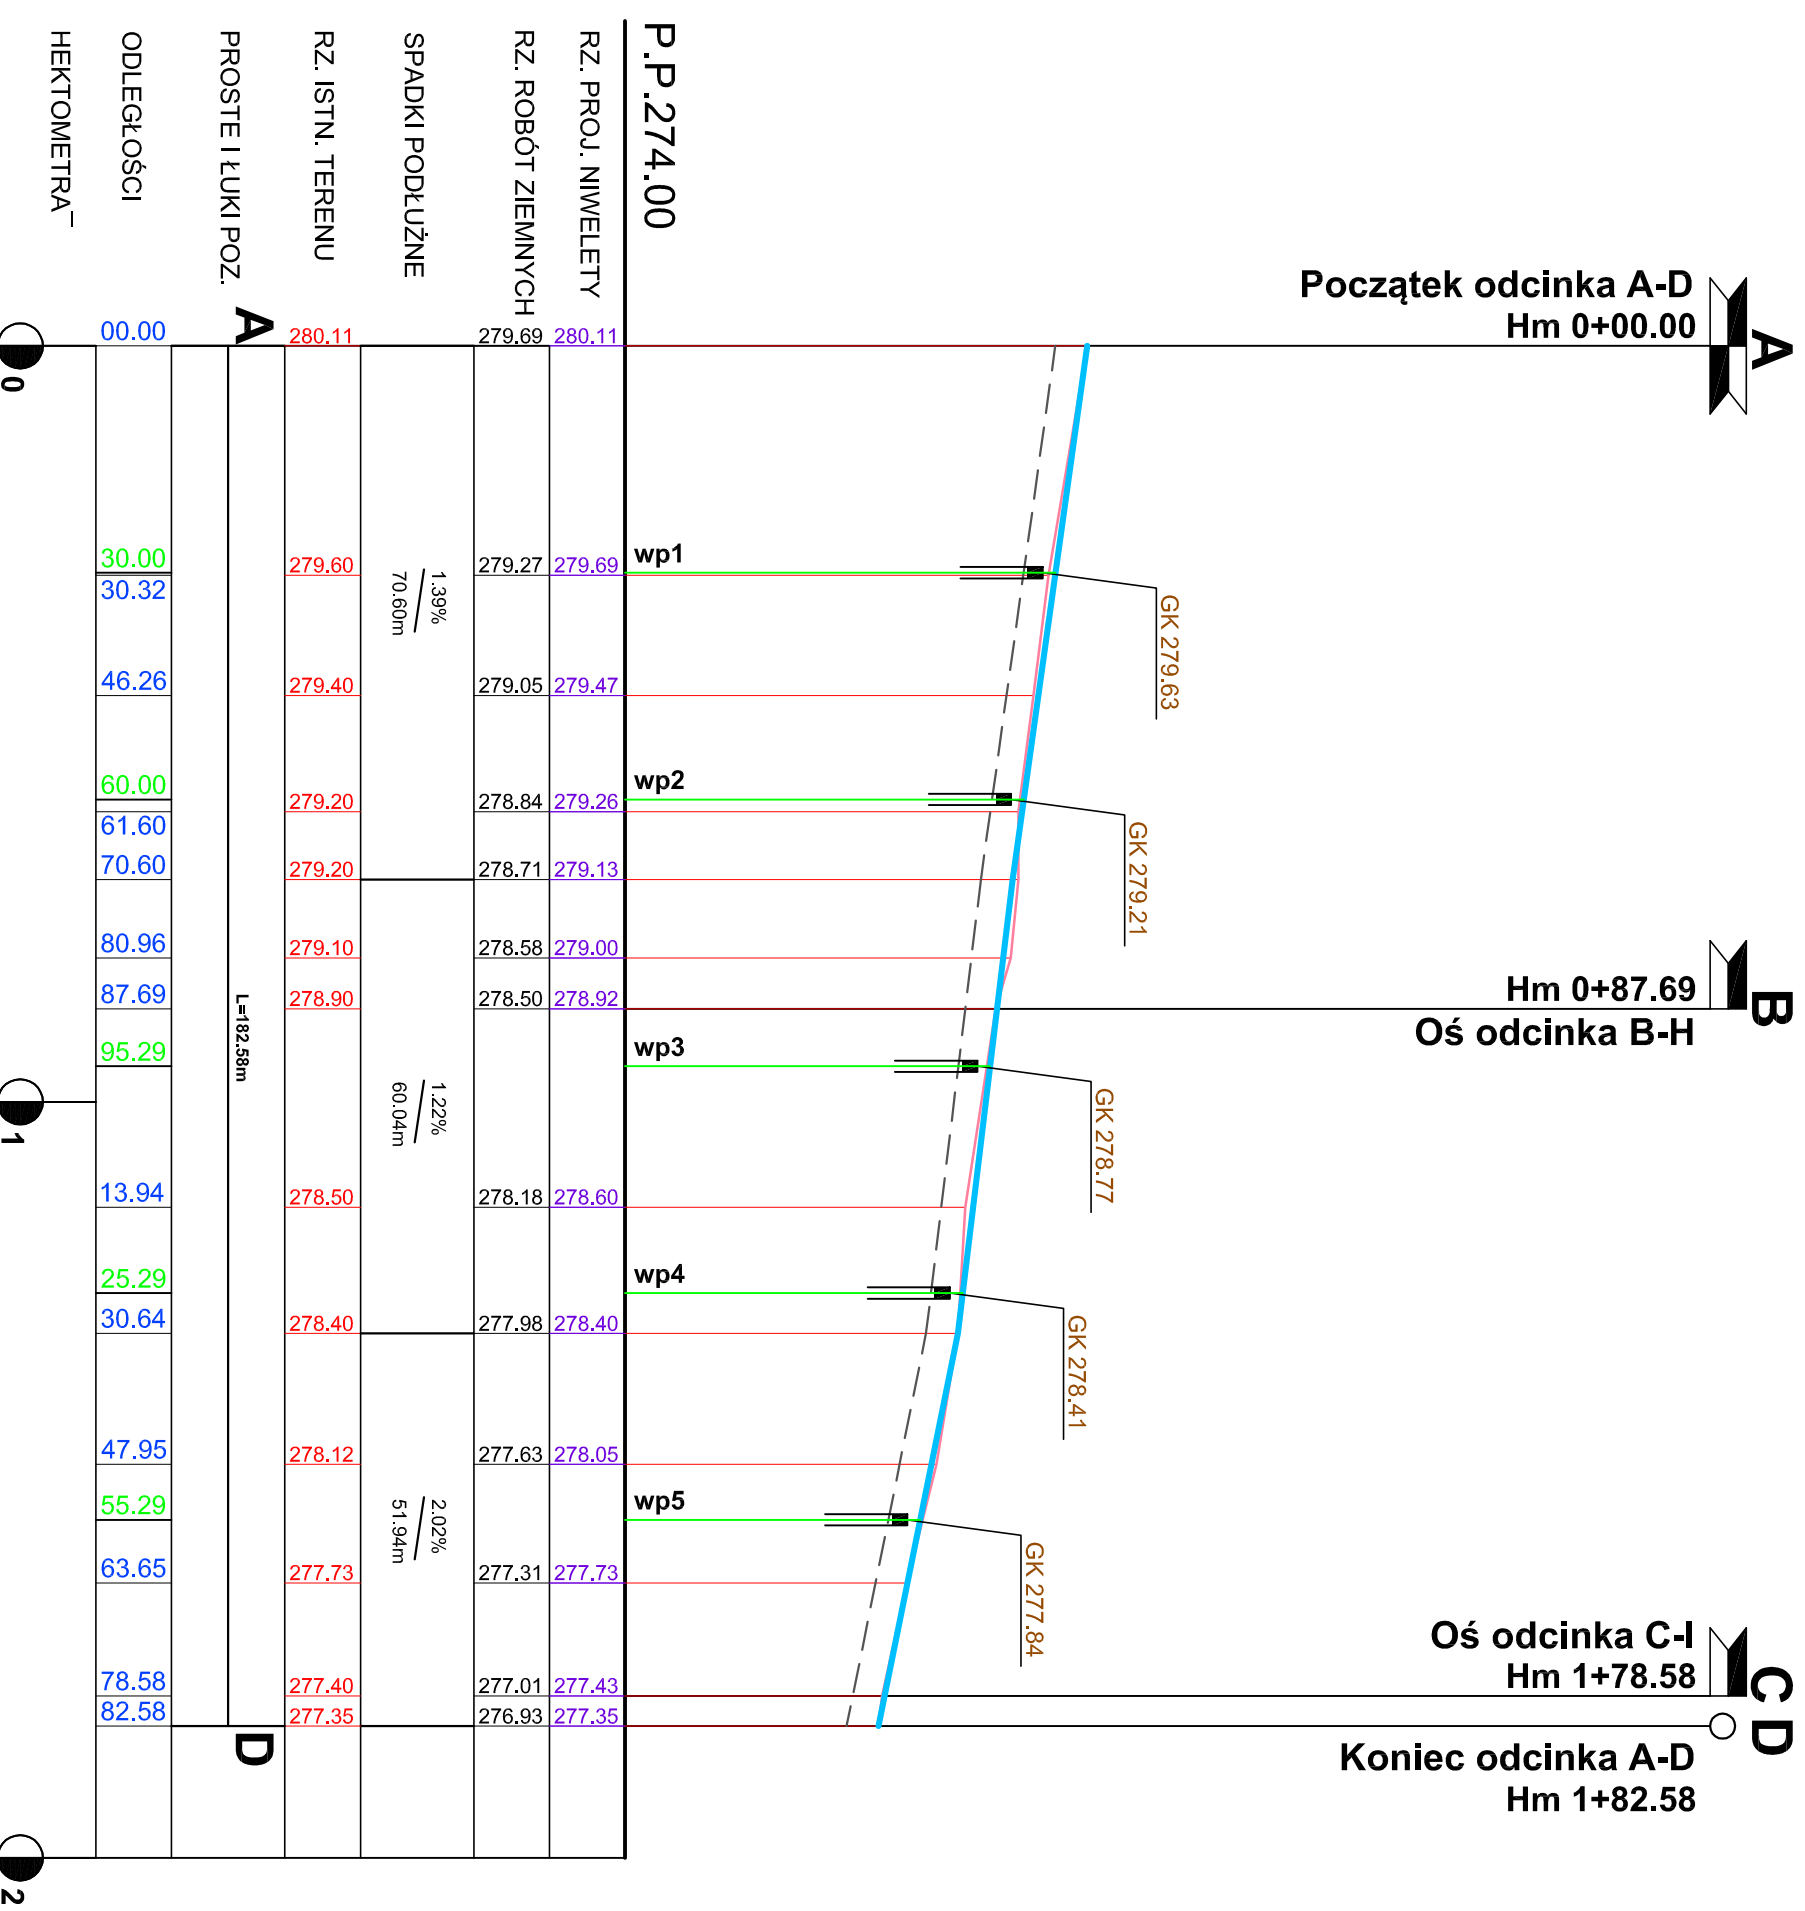 A
Początek odcinka A-D
Hm 0+00.00
B
Hm 0+87.69
Oś odcinka B-H
C
Oś odcinka C-I
Hm 1+78.58
D
Koniec odcinka A-D
Hm 1+82.58
GK 279.63
GK 279.21
GK 278.77
GK 278.41
GK 277.84
P.P.274.00
wp1
wp2
wp3
wp4
wp5
RZ. PROJ. NIWELETY
280.11
279.69
279.47
279.26
279.13
279.00
278.92
278.60
278.40
278.05
277.73
277.43
277.35
RZ. ROBÓT ZIEMNYCH
279.69
279.27
279.05
278.84
278.71
278.58
278.50
278.18
277.98
277.63
277.31
277.01
276.93
SPADKI PODŁUŻNE
1.39%
70.60m
1.22%
60.04m
2.02%
51.94m
RZ. ISTN. TERENU
280.11
279.60
279.40
279.20
279.20
279.10
278.90
278.50
278.40
278.12
277.73
277.40
277.35
PROSTE I ŁUKI POZ.
A
L=182.58m
D
ODLEGŁOŚCI
00.00
30.00
30.32
46.26
60.00
61.60
70.60
80.96
87.69
95.29
13.94
25.29
30.64
47.95
55.29
63.65
78.58
82.58
HEKTOMETRA¯
0
1
2